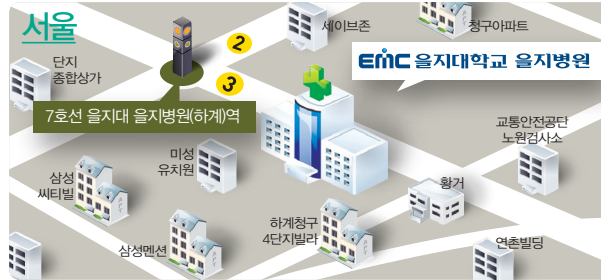 서울
2
세이브존
청구아파트
단지
종합상가
3
EMC 을지대학교 을지병원
7호선 을지대 을지병원(하계)역
교통안전공단
노원검사소
미성
유치원
삼성
씨티빌
황거
하계청구
4단지빌라
삼성멘션
연촌빌딩